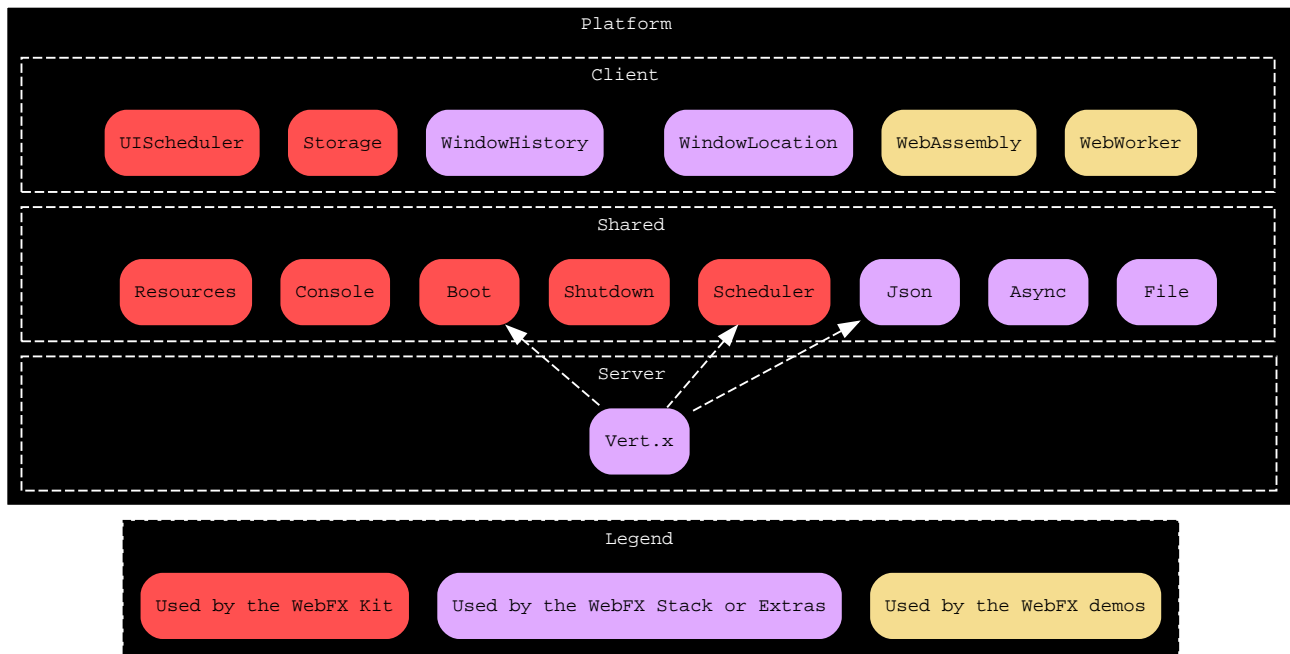 Platform
Client
UIScheduler
Storage
WindowHistory
WindowLocation
WebAssembly
WebWorker
Shared
Resources
Console
Boot
Shutdown
Scheduler
Json
Async
File
Server
Vert.x
Legend
Used by the WebFX Kit
Used by the WebFX Stack or Extras
Used by the WebFX demos